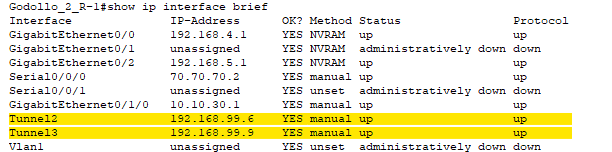 Godollo_2_R-1#show ip interface brief
Interface IP-Address OK? Method Status Protocol
GigabitEthernet0/0 192.168.4.1 YES NVRAM up up
GigabitEthernet0/1 unassigned YES NVRAM administratively down down
GigabitEthernet0/2 192.168.5.1 YES NVRAM up up
Serial0/0/0 70.70.70.2 YES manual up up
Serial0/0/1 unassigned YES unset administratively down down
GigabitEthernet0/1/0 10.10.30.1 YES manual up up
Tunnel2 192.168.99.6 YES manual up up
Tunnel3 192.168.99.9 YES manual up up
Vlan1 unassigned YES unset administratively down down